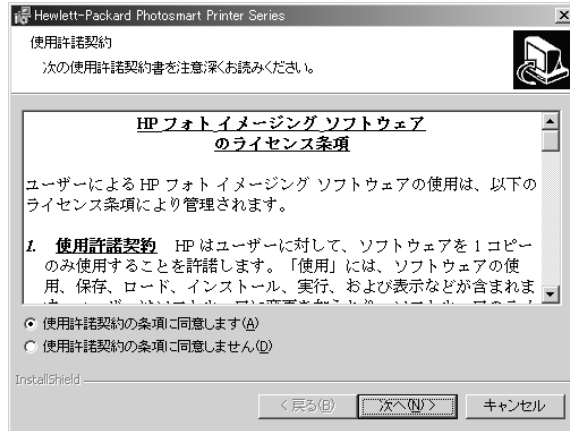 Hewlett-Packard Photosmart Printer Series
使用許諾契約
次の使用許諾契約書を注意深くお読みください。
HP フォト イメージング ソフトウェア
のライセンス条項
ユーザーによる HP フォト イメージング ソフトウェアの使用は、以下の
ライセンス条項により管理されます。
1. 使用許諾契約 HP はユーザーに対して、ソフトウェアを 1 コピー
のみ使用することを許諾します。「使用」には、ソフトウェアの使
用、保存、ロード、インストール、実行、および表示などが含まれま
使用許諾契約の条項に同意します(A)
使用許諾契約の条項に同意しません(D)
InstallShield
< 戻る(B)
次へ(N) >
キャンセル